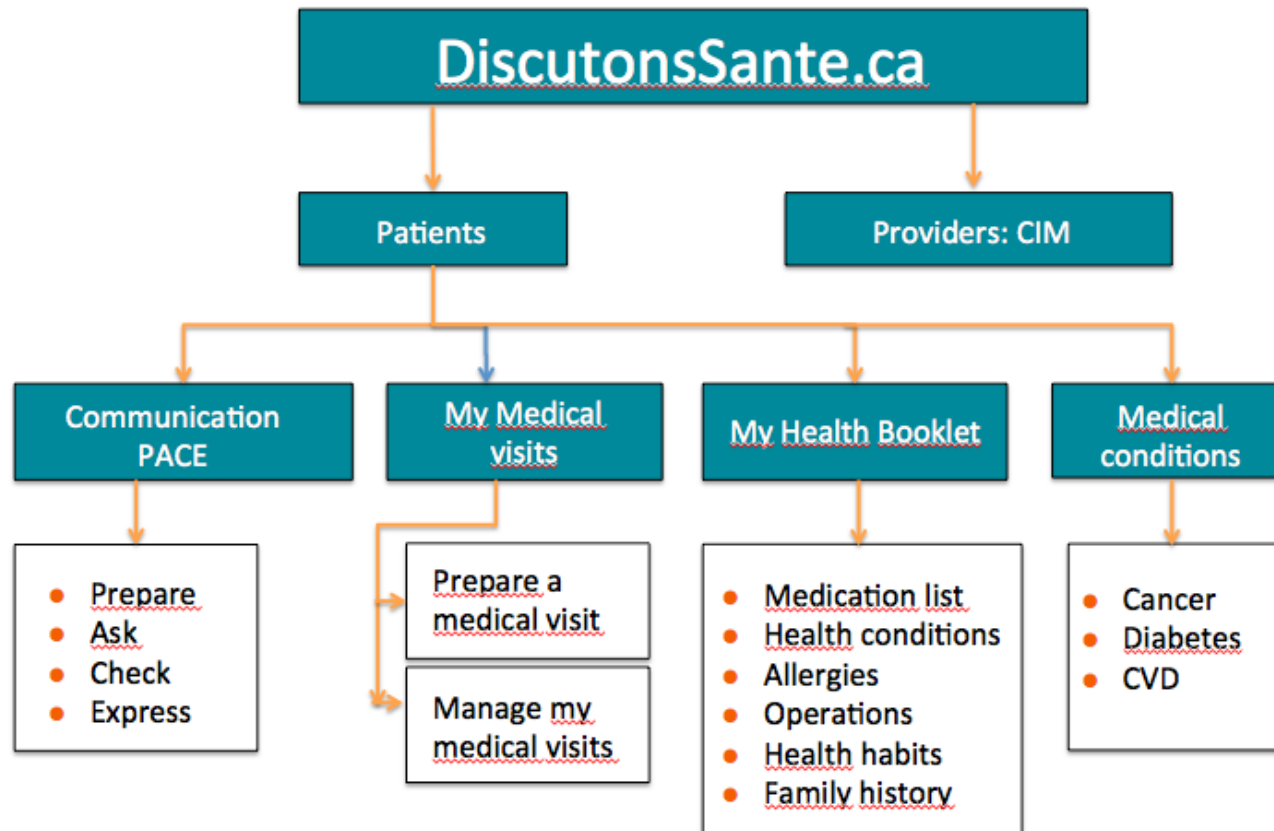 DiscutonsSante.ca
Patients
Providers: CIM
Communication
PACE
My Medical
visits
My Health Booklet
Medical
conditions
Prepare
Ask
Check
Express
Prepare a
medical visit
Manage my
medical visits
Medication list
Health conditions
Allergies
Operations
Health habits
Family history
Cancer
Diabetes
CVD